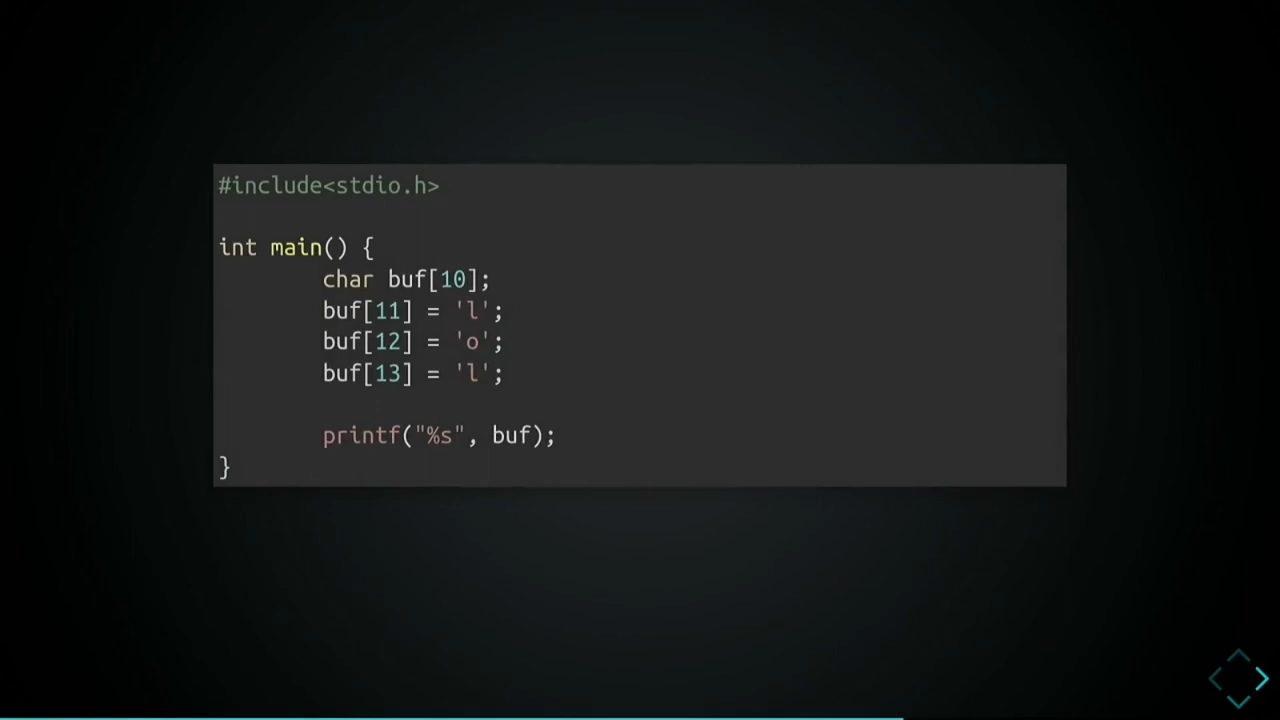 #include<stdio.h>
int main() {
char buf[10];
buf[11] = 'l';
buf[12] = 'o';
buf[13] = 'l';
printf("%s", buf);
}